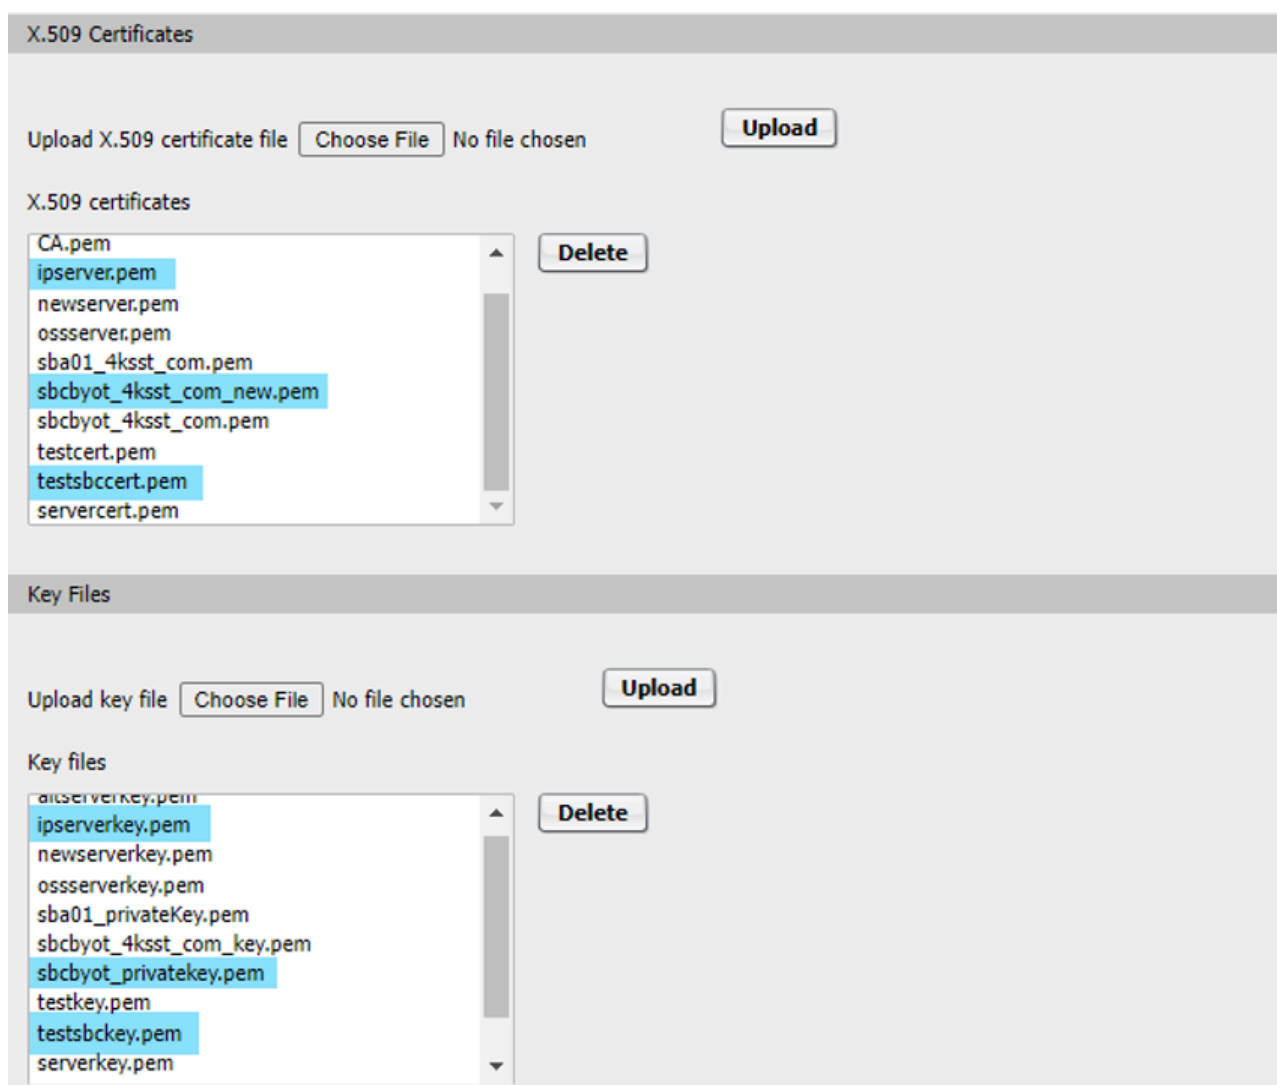 X.509 Certificates
Upload X.509 certificate file Choose File No file chosen Upload
X.509 certificates
CA.pem
ipserver.pem
newserver.pem
ossserver.pem
sba01_4ksst_com.pem
sbcbyot_4ksst_com_new.pem
sbcbyot_4ksst_com.pem
testcert.pem
testsbccert.pem
servercert.pem
Delete
Key Files
Upload key file Choose File No file chosen Upload
Key files
altserverkey.pem
ipserverkey.pem
newserverkey.pem
ossserverkey.pem
sba01_privateKey.pem
sbcbyot_4ksst_com_key.pem
sbcbyot_privatekey.pem
testkey.pem
testsbckey.pem
serverkey.pem
Delete